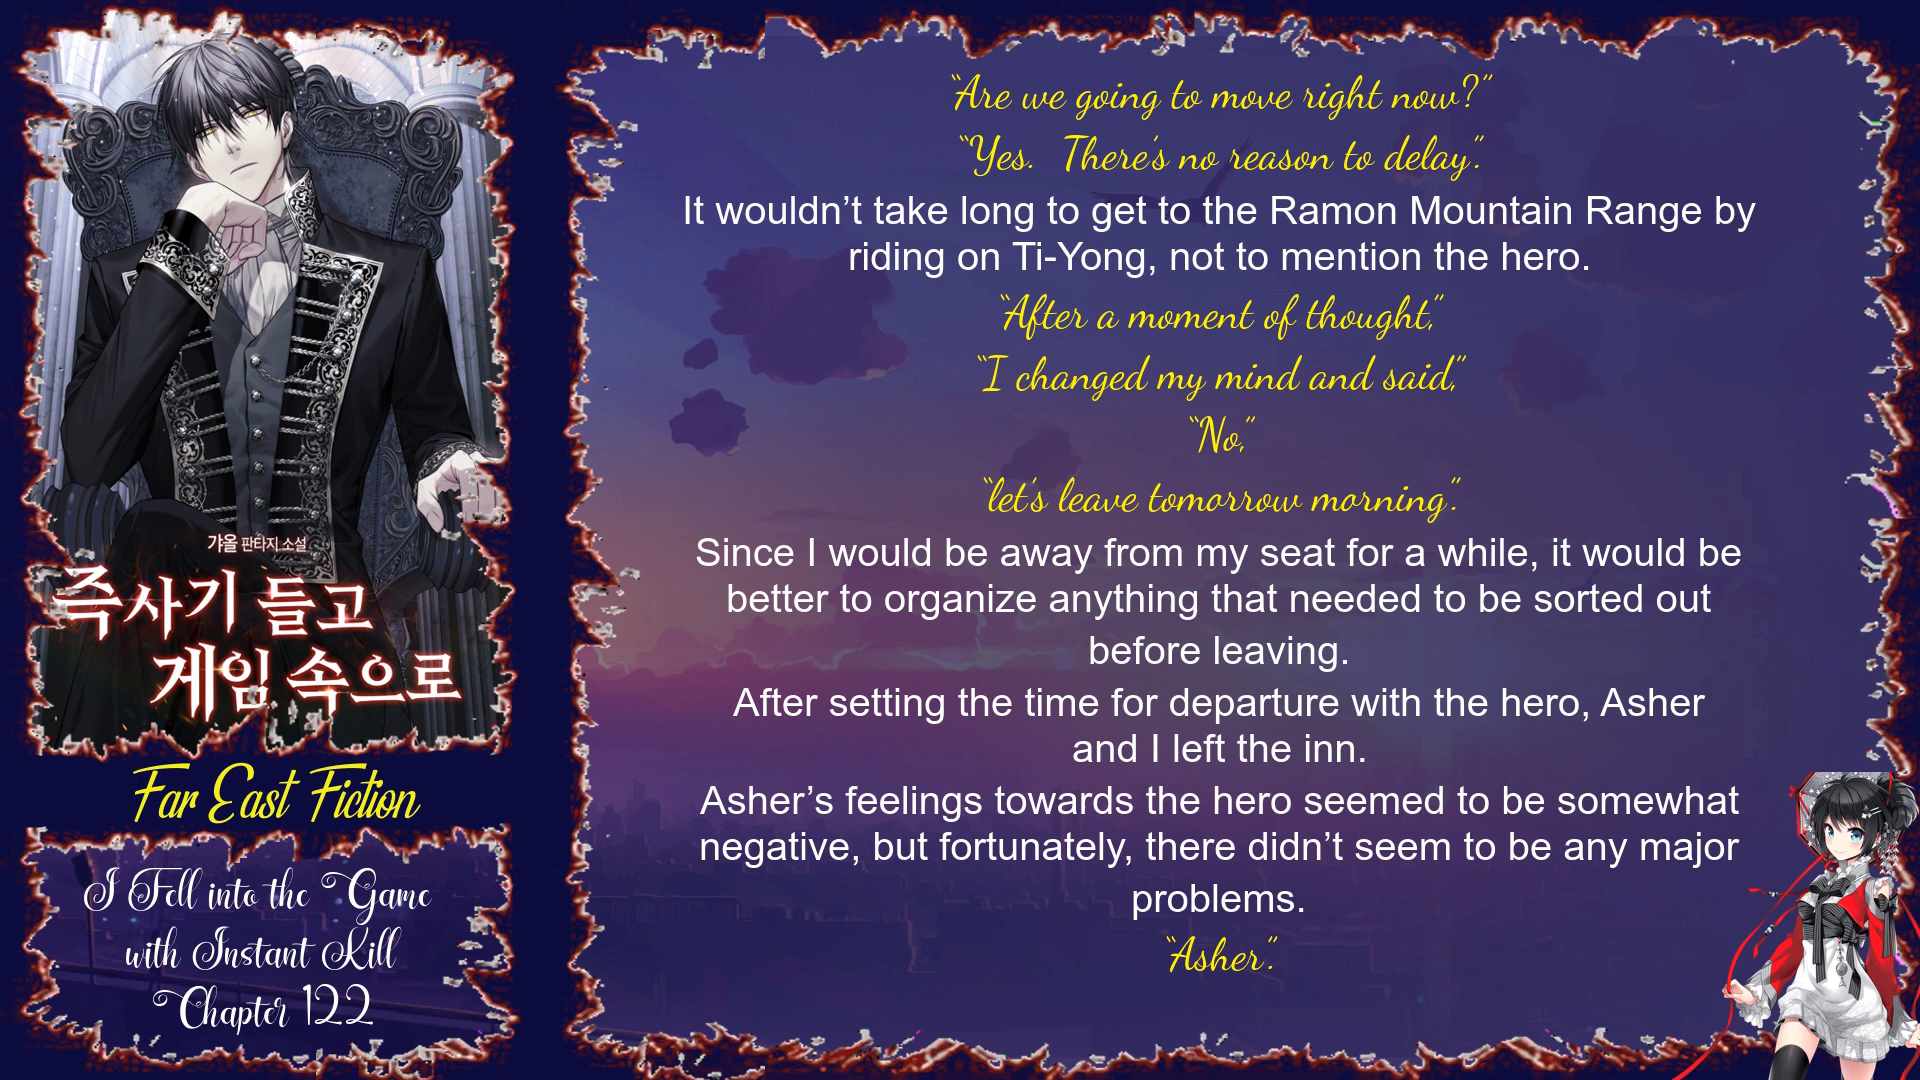 갸올 판타지 소설
즉사기 들고
게임 속으로
Far East Fiction
I Fell into the Game
with Instant Kill
Chapter 122
“Are we going to move right now?”
“Yes.  There’s no reason to delay.”
It wouldn’t take long to get to the Ramon Mountain Range by
riding on Ti-Yong, not to mention the hero.
“After a moment of thought,”
“I changed my mind and said,”
“No,”
“let’s leave tomorrow morning.”
Since I would be away from my seat for a while, it would be
better to organize anything that needed to be sorted out
before leaving.
After setting the time for departure with the hero, Asher
and I left the inn.
Asher’s feelings towards the hero seemed to be somewhat
negative, but fortunately, there didn’t seem to be any major
problems.
“Asher”.